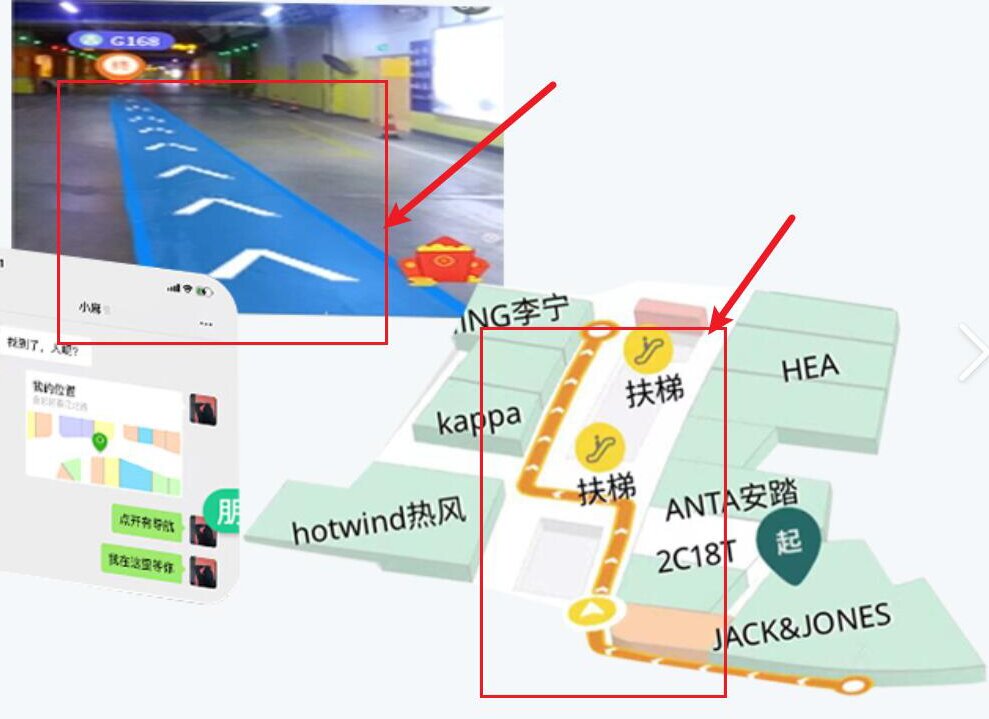 G168
小麻
找到了，人呢?
我的位置
点开有导航
我在这里等你
朋
NING李宁
kappa
hotwind热风
扶梯
扶梯
HEA
ANTA安踏
2C18T
起
JACK&JONES